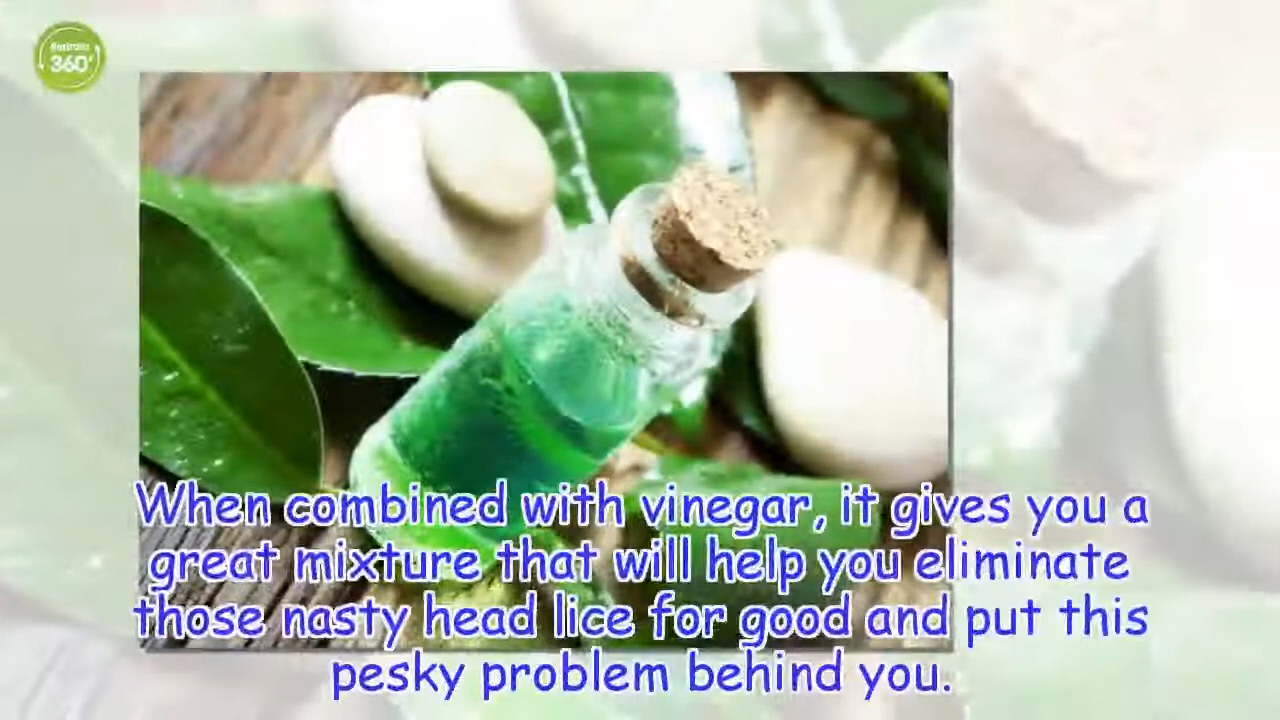 360°
When combined with vinegar, it gives you a
great mixture that will help you eliminate
those nasty head lice for good and put this
pesky problem behind you.